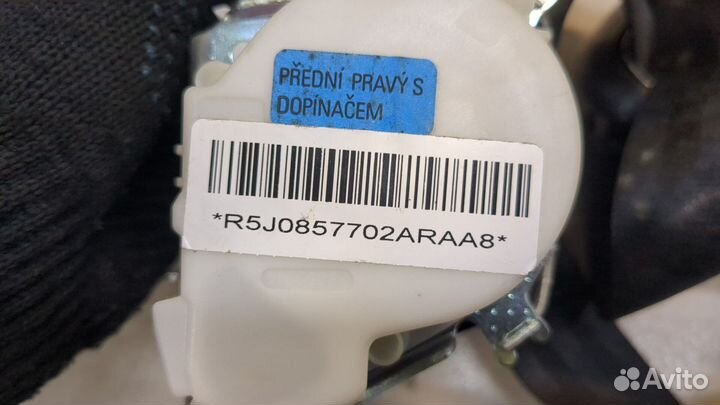 PŘEDNÍ PRAVÝ S
DOPÍNAČEM
*R5J0857702ARAA8*
Avito